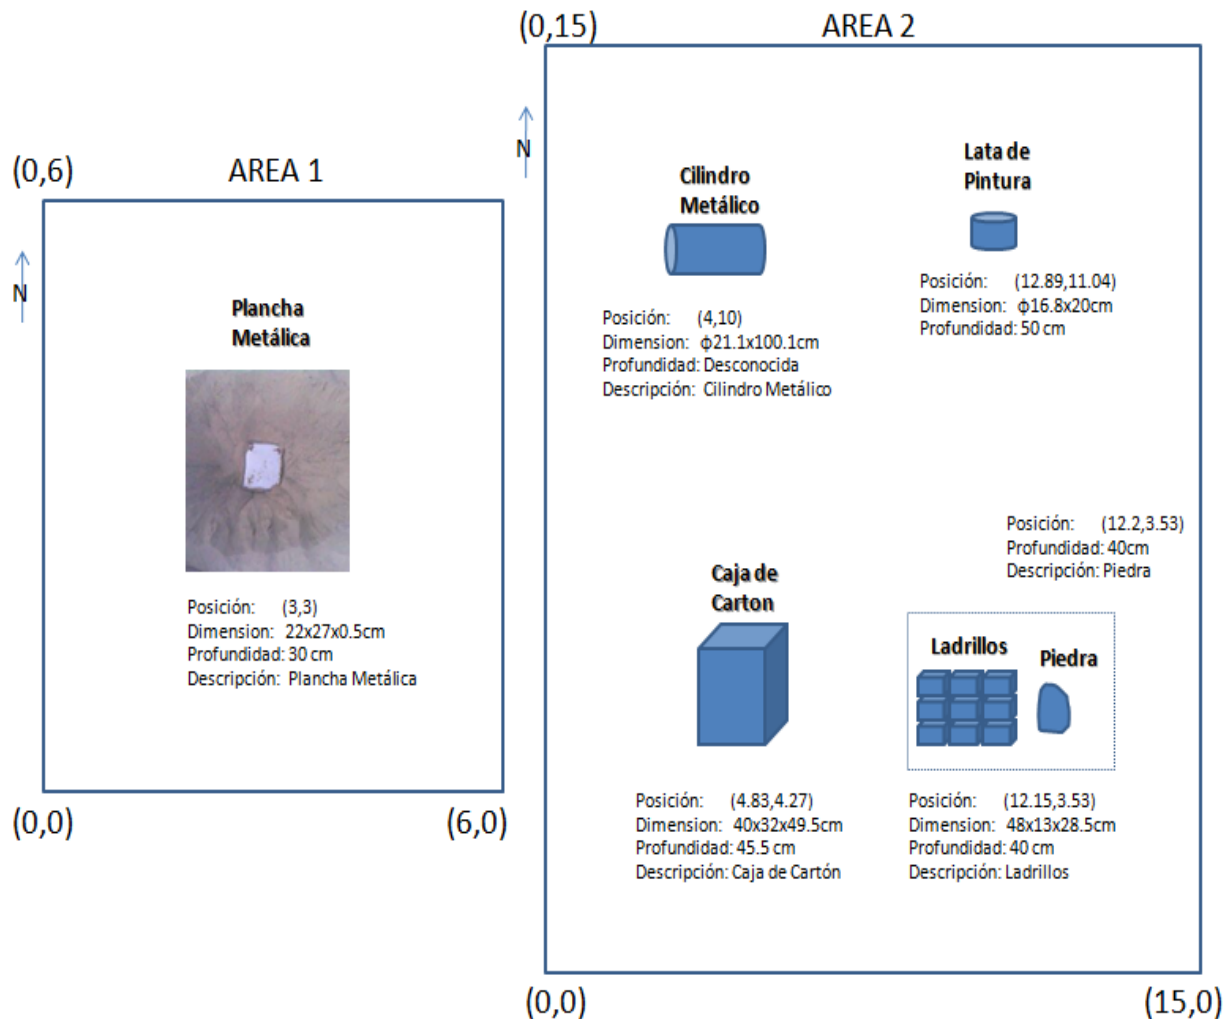 (0,6)
AREA 1
N
Plancha
Metálica
Posición: (3,3)
Dimension: 22x27x0.5cm
Profundidad: 30 cm
Descripción: Plancha Metálica
(0,0)
(6,0)
(0,15)
AREA 2
N
Cilindro
Metálico
Posición: (4,10)
Dimension: ϕ21.1x100.1cm
Profundidad: Desconocida
Descripción: Cilindro Metálico
Lata de
Pintura
Posición: (12.89,11.04)
Dimension: ϕ16.8x20cm
Profundidad: 50 cm
Caja de
Carton
Posición: (4.83,4.27)
Dimension: 40x32x49.5cm
Profundidad: 45.5 cm
Descripción: Caja de Cartón
Posición: (12.2,3.53)
Profundidad: 40cm
Descripción: Piedra
Ladrillos
Piedra
Posición: (12.15,3.53)
Dimension: 48x13x28.5cm
Profundidad: 40 cm
Descripción: Ladrillos
(0,0)
(15,0)